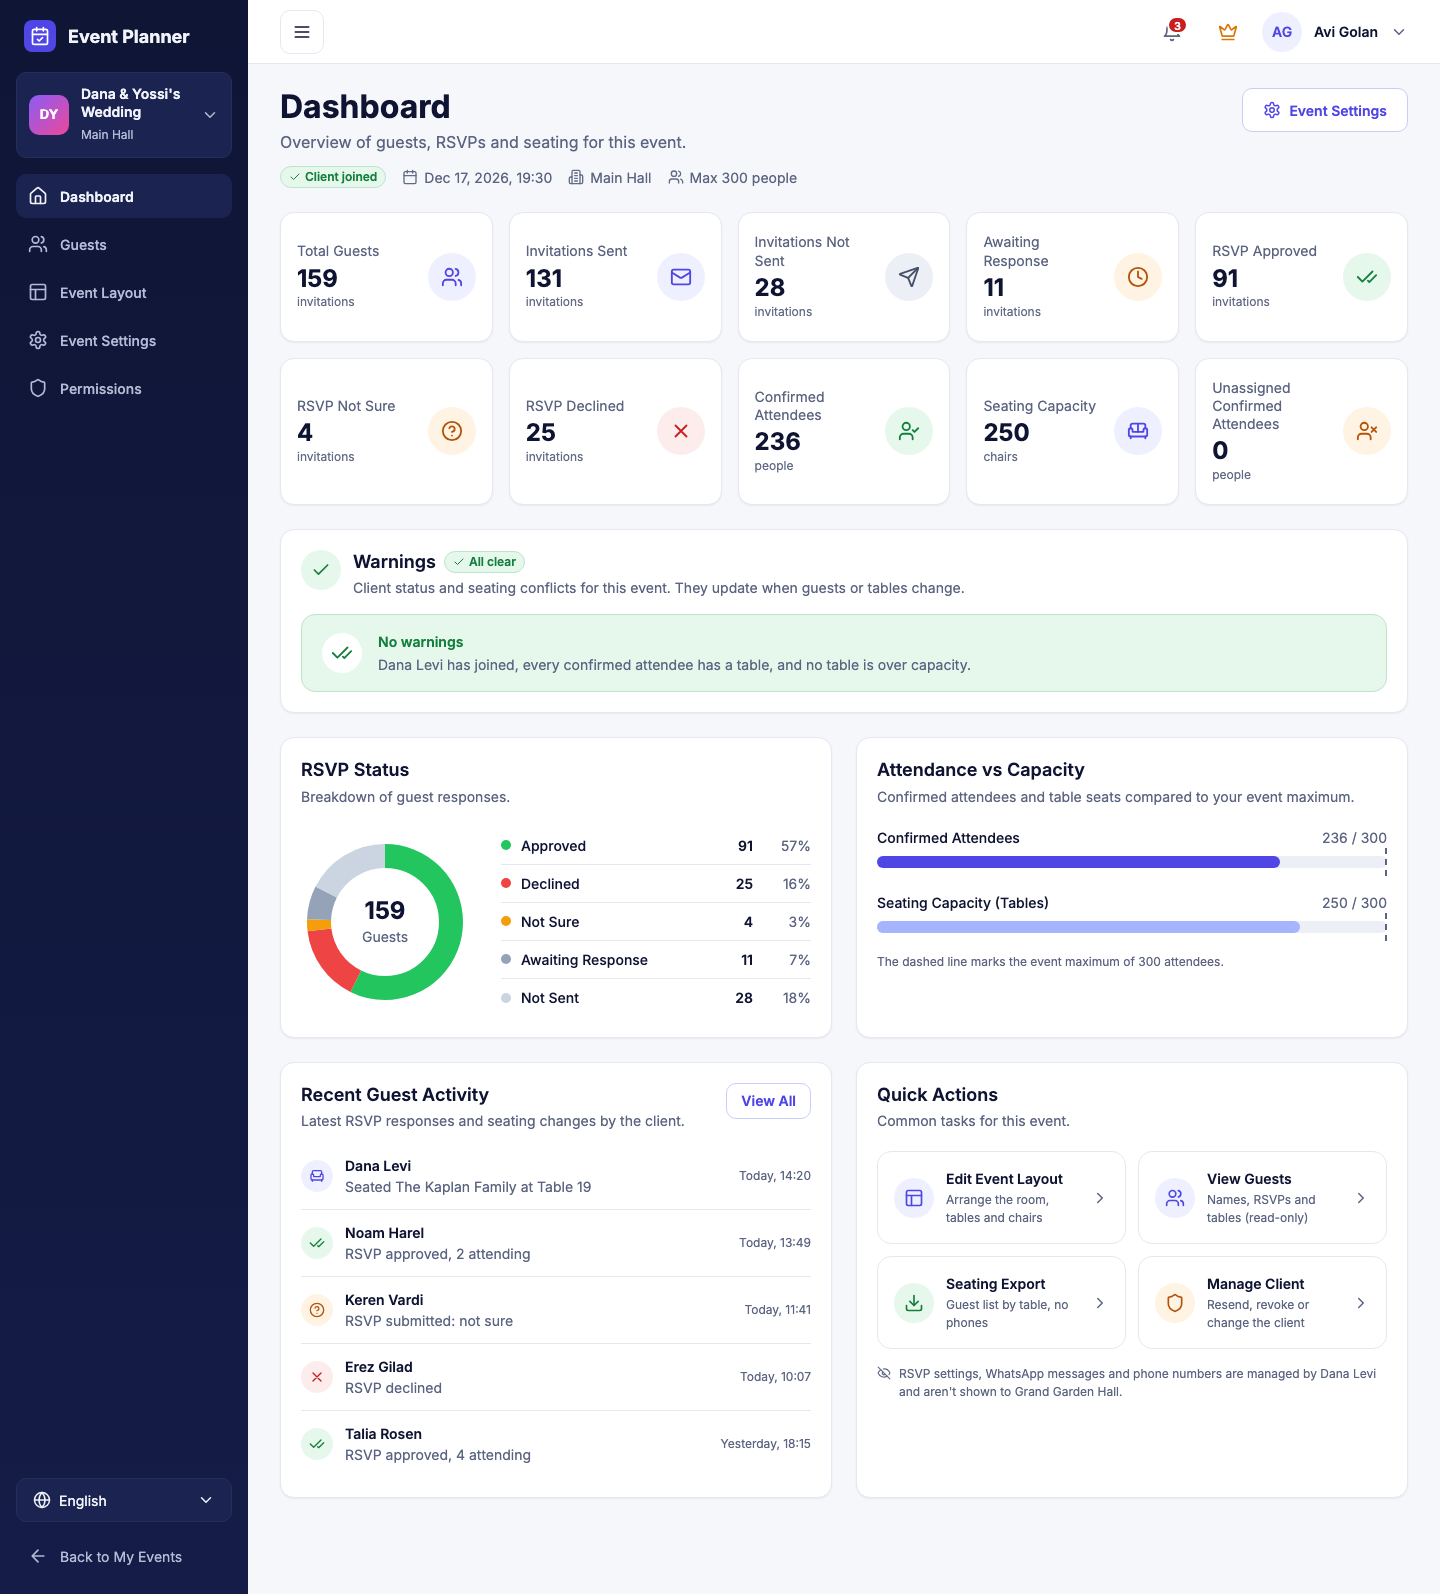 Event Planner
DY
Dana & Yossi's
Wedding
Main Hall
Dashboard
Guests
Event Layout
Event Settings
Permissions
English
Back to My Events
3
AG
Avi Golan
Dashboard
Overview of guests, RSVPs and seating for this event.
Event Settings
Client joined
Dec 17, 2026, 19:30
Main Hall
Max 300 people
Total Guests
159
invitations
Invitations Sent
131
invitations
Invitations Not
Sent
28
invitations
Awaiting
Response
11
invitations
RSVP Approved
91
invitations
RSVP Not Sure
4
invitations
RSVP Declined
25
invitations
Confirmed
Attendees
236
people
Seating Capacity
250
chairs
Unassigned
Confirmed
Attendees
0
people
Warnings
All clear
Client status and seating conflicts for this event. They update when guests or tables change.
No warnings
Dana Levi has joined, every confirmed attendee has a table, and no table is over capacity.
RSVP Status
Breakdown of guest responses.
159
Guests
Approved 91 57%
Declined 25 16%
Not Sure 4 3%
Awaiting Response 11 7%
Not Sent 28 18%
Attendance vs Capacity
Confirmed attendees and table seats compared to your event maximum.
Confirmed Attendees 236 / 300
Seating Capacity (Tables) 250 / 300
The dashed line marks the event maximum of 300 attendees.
Recent Guest Activity
Latest RSVP responses and seating changes by the client.
View All
Dana Levi
Seated The Kaplan Family at Table 19
Today, 14:20
Noam Harel
RSVP approved, 2 attending
Today, 13:49
Keren Vardi
RSVP submitted: not sure
Today, 11:41
Erez Gilad
RSVP declined
Today, 10:07
Talia Rosen
RSVP approved, 4 attending
Yesterday, 18:15
Quick Actions
Common tasks for this event.
Edit Event Layout
Arrange the room,
tables and chairs
View Guests
Names, RSVPs and
tables (read-only)
Seating Export
Guest list by table, no
phones
Manage Client
Resend, revoke or
change the client
RSVP settings, WhatsApp messages and phone numbers are managed by Dana Levi
and aren't shown to Grand Garden Hall.